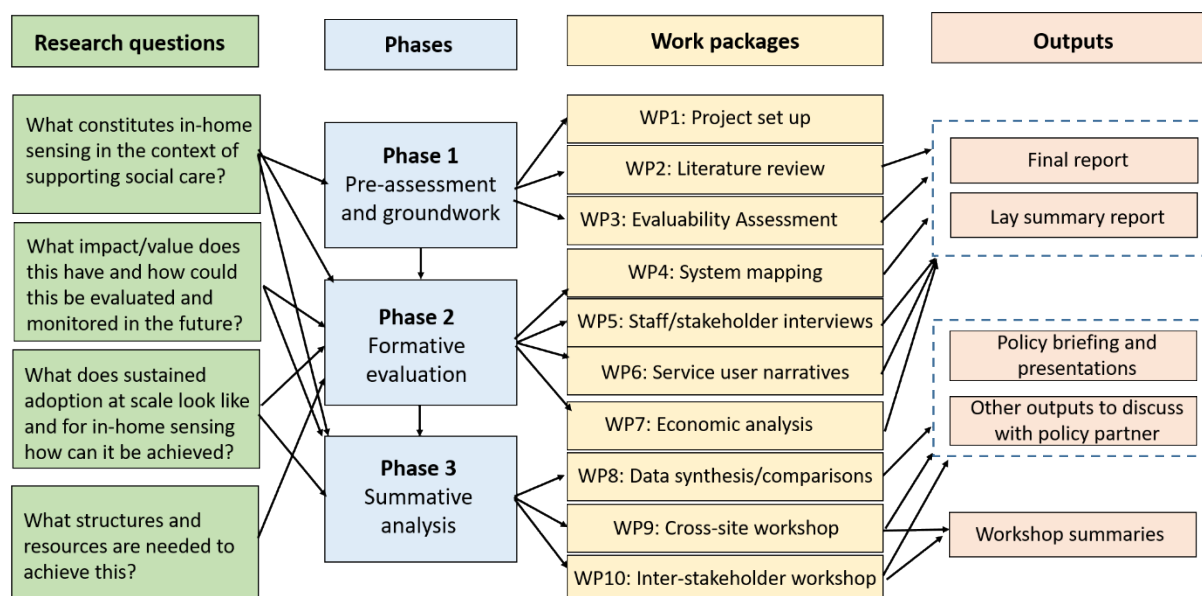 Research questions
Phases
Work packages
Outputs
What constitutes in-home
sensing in the context of
supporting social care?
What impact/value does
this have and how could
this be evaluated and
monitored in the future?
What does sustained
adoption at scale look like
and for in-home sensing
how can it be achieved?
What structures and
resources are needed to
achieve this?
Phase 1
Pre-assessment
and groundwork
Phase 2
Formative
evaluation
Phase 3
Summative
analysis
WP1: Project set up
WP2: Literature review
WP3: Evaluability Assessment
WP4: System mapping
WP5: Staff/stakeholder interviews
WP6: Service user narratives
WP7: Economic analysis
WP8: Data synthesis/comparisons
WP9: Cross-site workshop
WP10: Inter-stakeholder workshop
Final report
Lay summary report
Policy briefing and
presentations
Other outputs to discuss
with policy partner
Workshop summaries